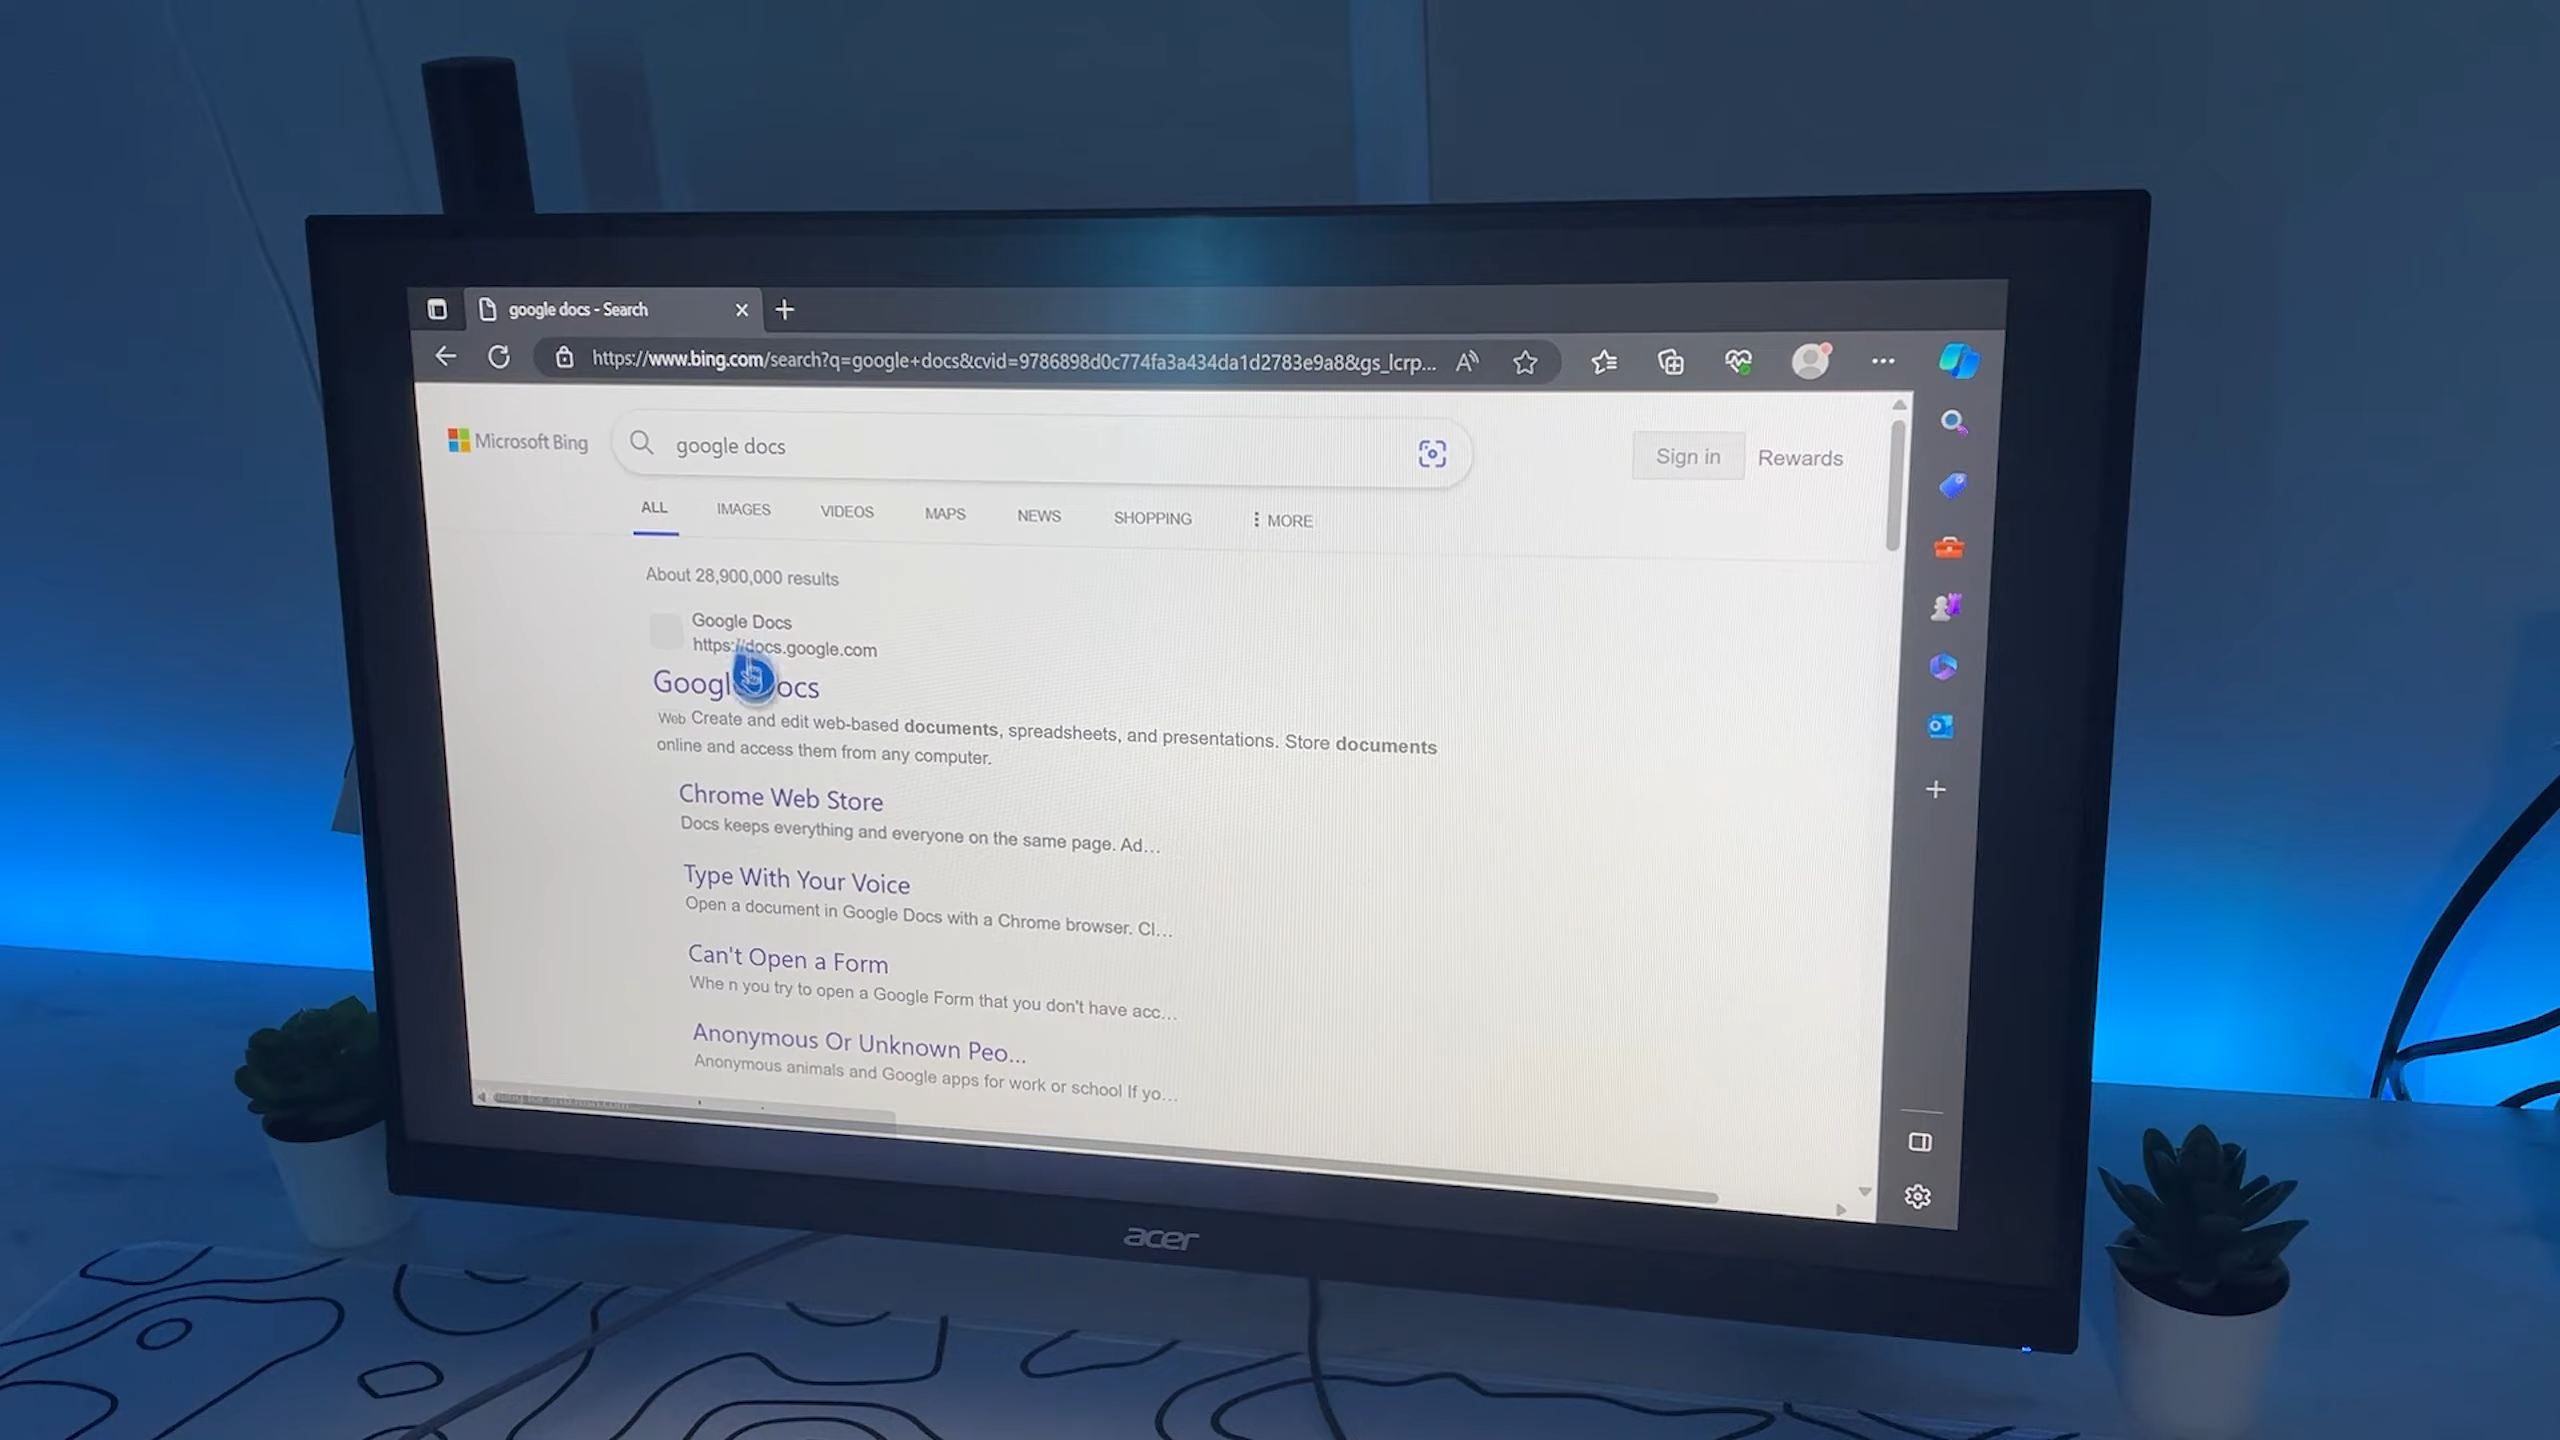 google docs - Search
https://www.bing.com/search?q=google+docs&cvid=9786898d0c774fa3a434da1d2783e9a8&gs_lcrp...
Microsoft Bing
google docs
Sign in
Rewards
ALL
IMAGES
VIDEOS
MAPS
NEWS
SHOPPING
MORE
About 28,900,000 results
Google Docs
https://docs.google.com
Googl ocs
Web Create and edit web-based documents, spreadsheets, and presentations. Store documents
online and access them from any computer.
Chrome Web Store
Docs keeps everything and everyone on the same page. Ad...
Type With Your Voice
Open a document in Google Docs with a Chrome browser. Cl...
Can't Open a Form
Whe n you try to open a Google Form that you don't have acc...
Anonymous Or Unknown Peo...
Anonymous animals and Google apps for work or school If yo...
acer